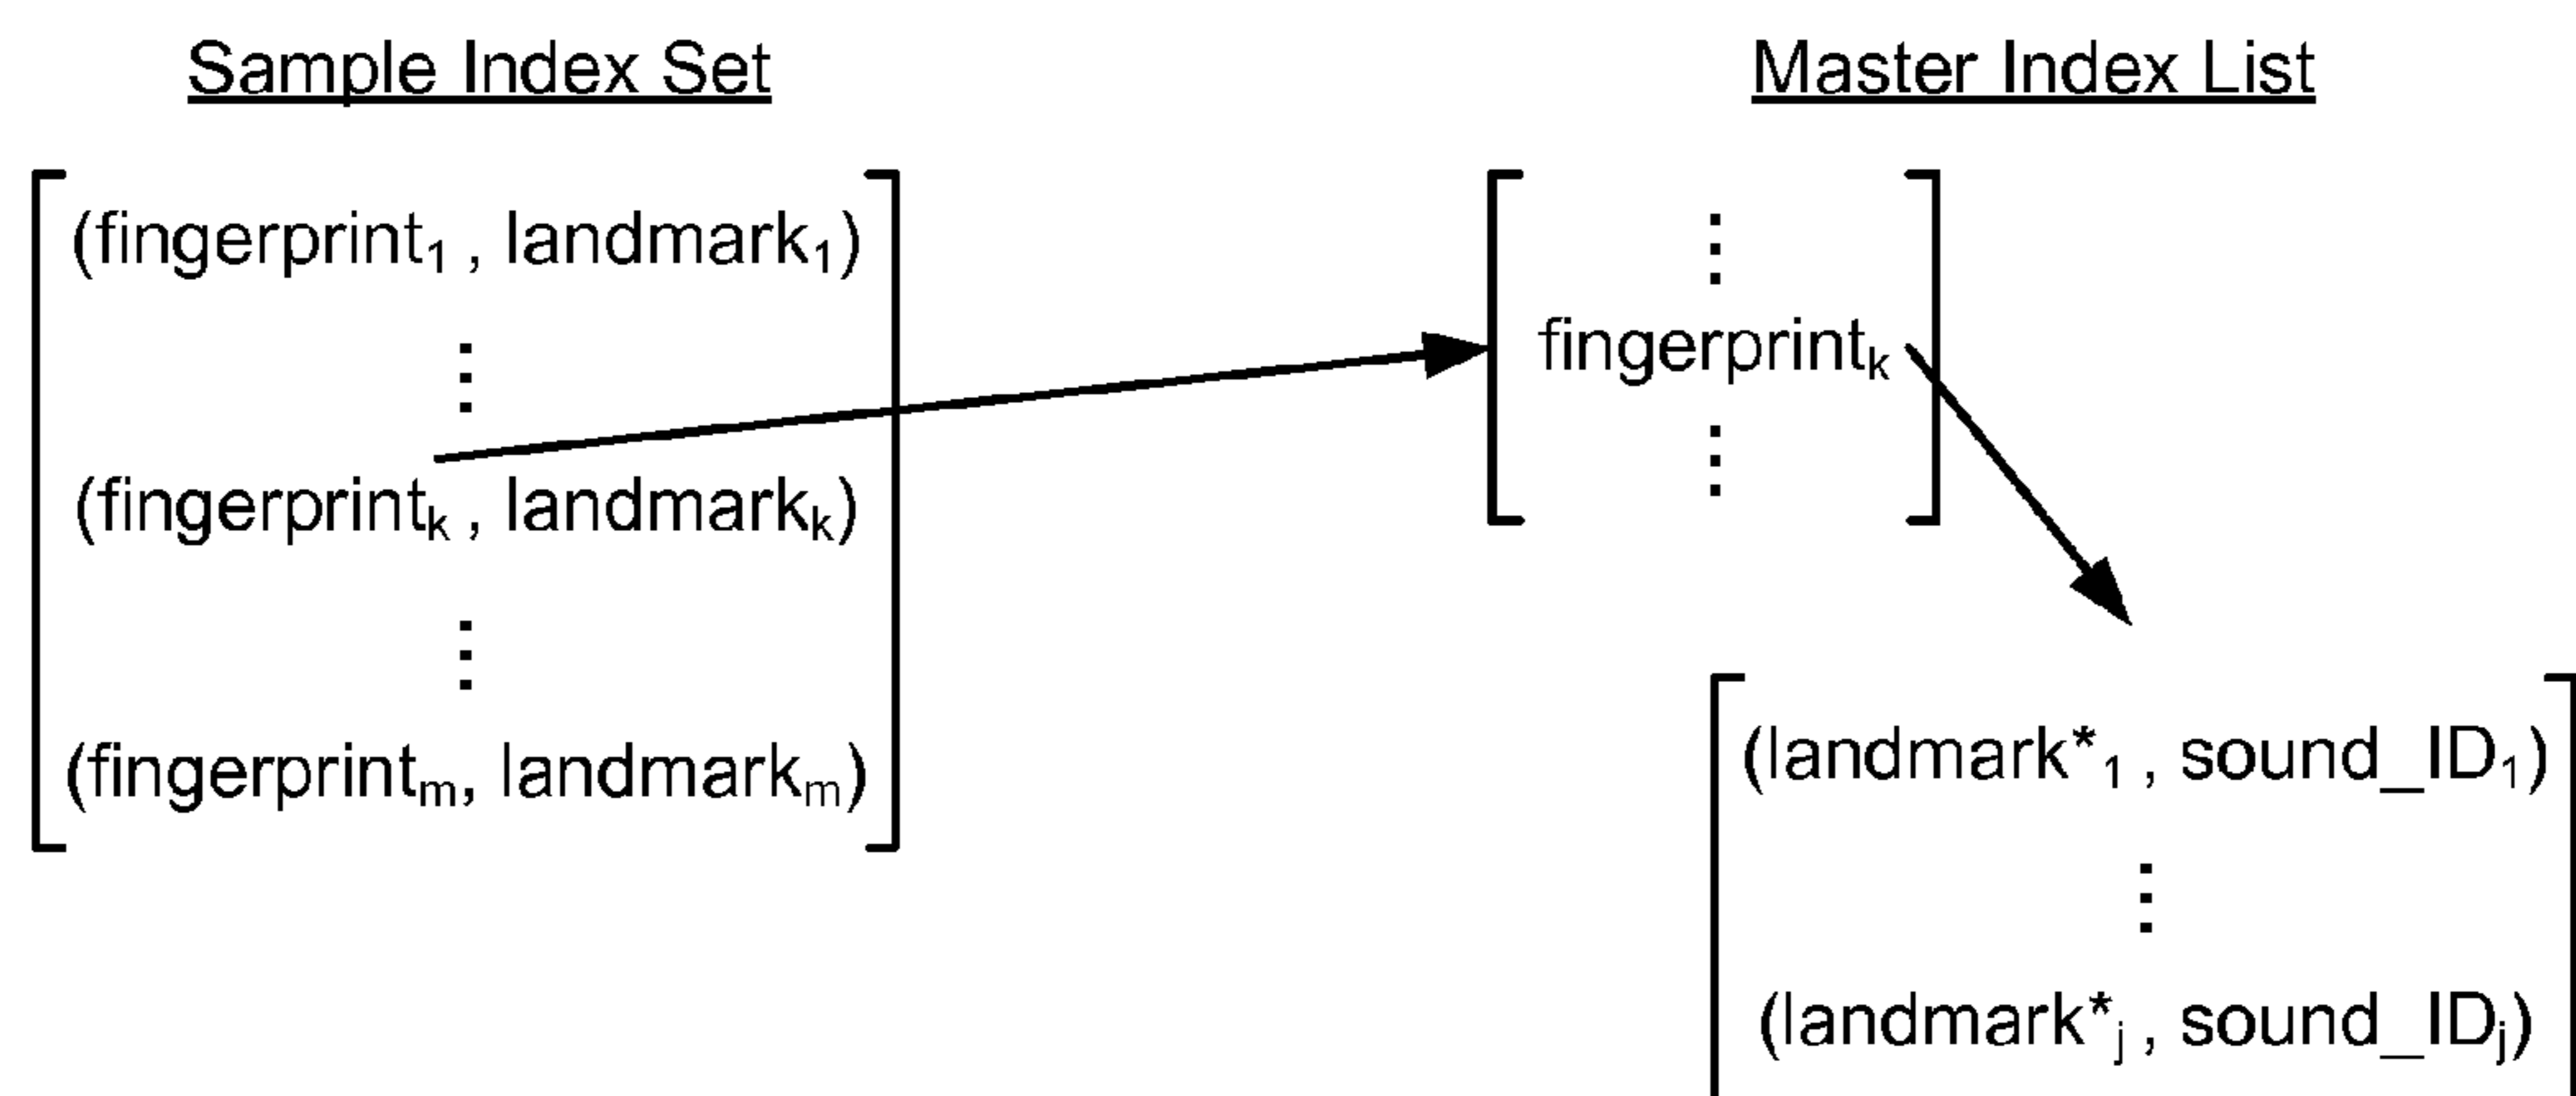 Sample Index Set
(fingerprint₁ , landmark₁)
⋮
(fingerprintₖ , landmarkₖ)
⋮
(fingerprintₘ, landmarkₘ)
Master Index List
⋮
fingerprintₖ
⋮
(landmark*₁ , sound_ID₁)
⋮
(landmark*ⱼ , sound_IDⱼ)